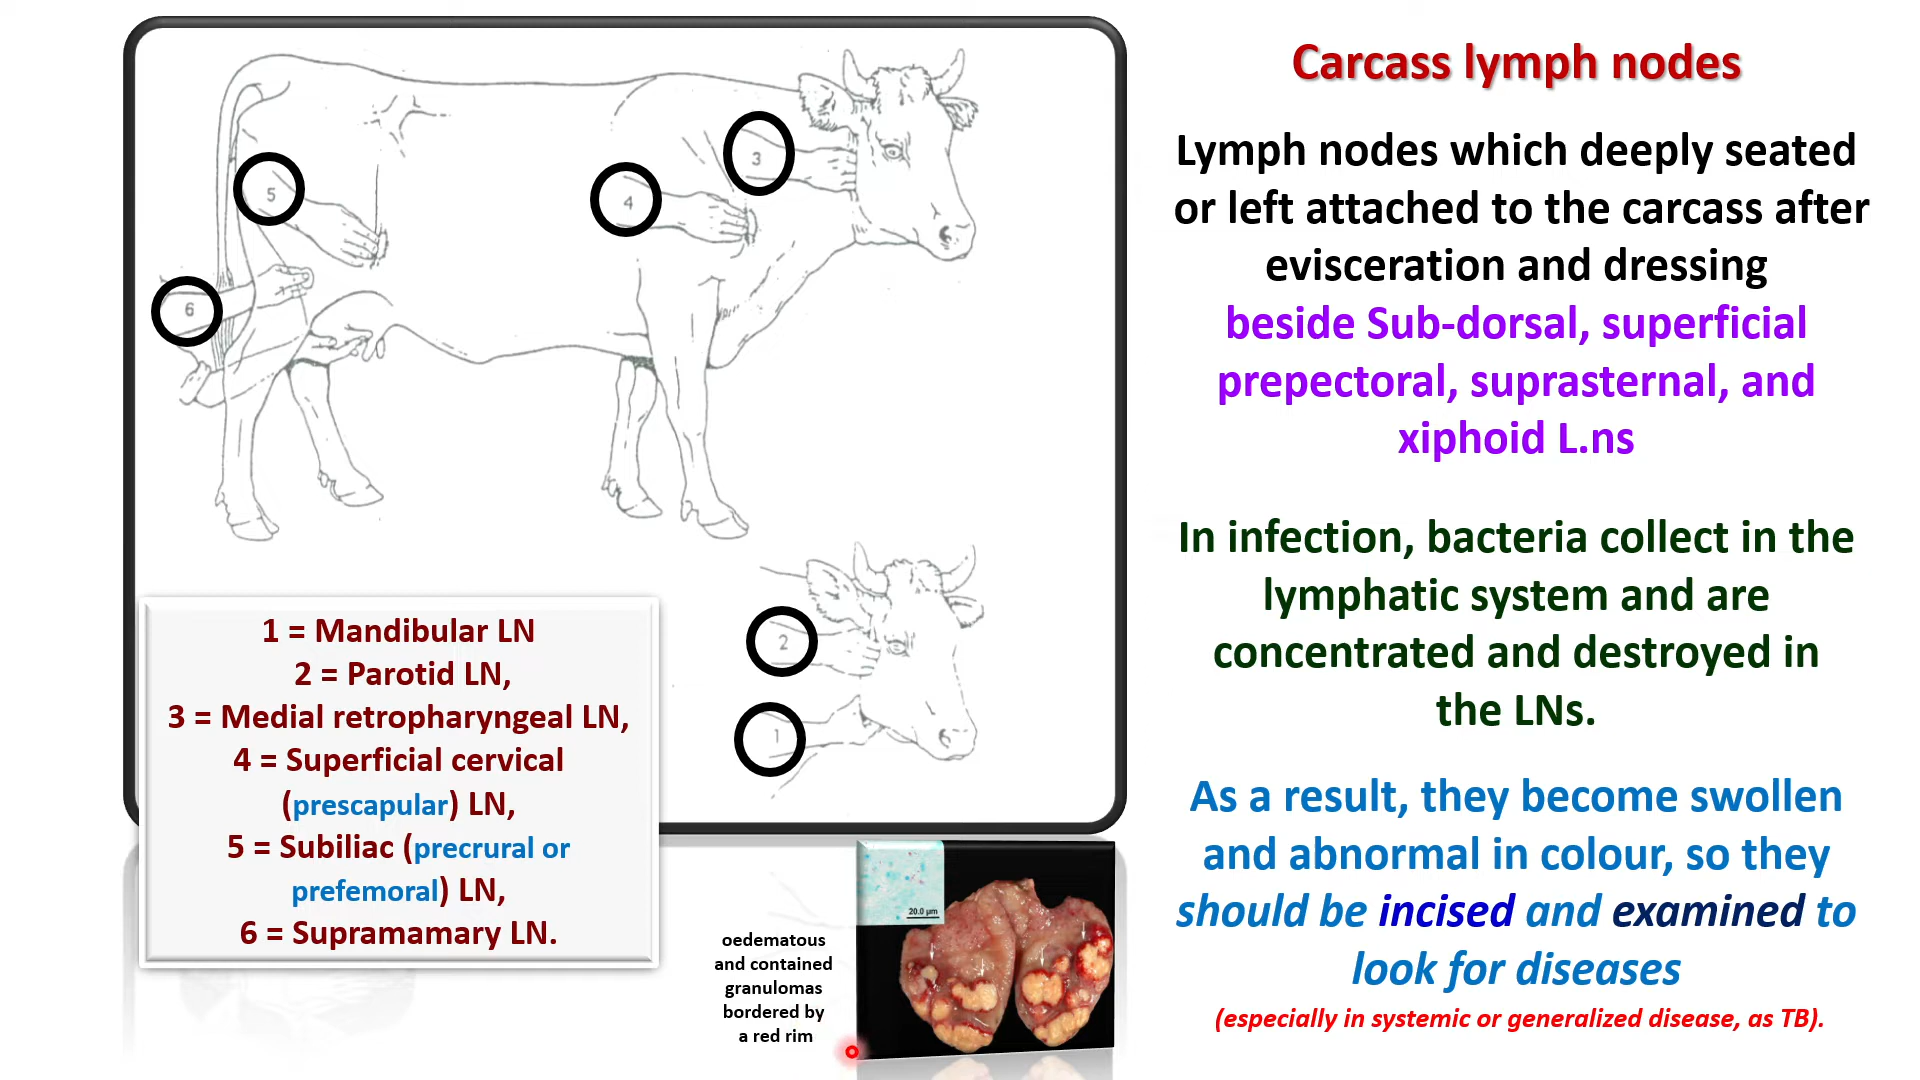 Carcass lymph nodes
Lymph nodes which deeply seated
or left attached to the carcass after
evisceration and dressing
beside Sub-dorsal, superficial
prepectoral, suprasternal, and
xiphoid L.ns
In infection, bacteria collect in the
lymphatic system and are
concentrated and destroyed in
the LNs.
As a result, they become swollen
and abnormal in colour, so they
should be incised and examined to
look for diseases
(especially in systemic or generalized disease, as TB).
3
5
4
6
2
1
1 = Mandibular LN
2 = Parotid LN,
3 = Medial retropharyngeal LN,
4 = Superficial cervical
(prescapular) LN,
5 = Subiliac (precrural or
prefemoral) LN,
6 = Supramamary LN.
oedematous
and contained
granulomas
bordered by
a red rim
20.0 µm